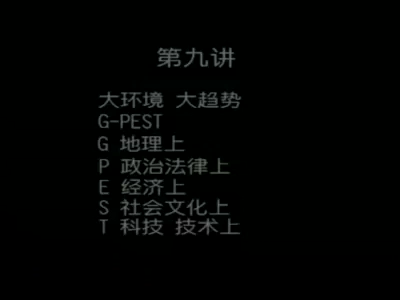 第九讲
大环境 大趋势
G-PEST
G 地理上
P 政治法律上
E 经济上
S 社会文化上
T 科技 技术上